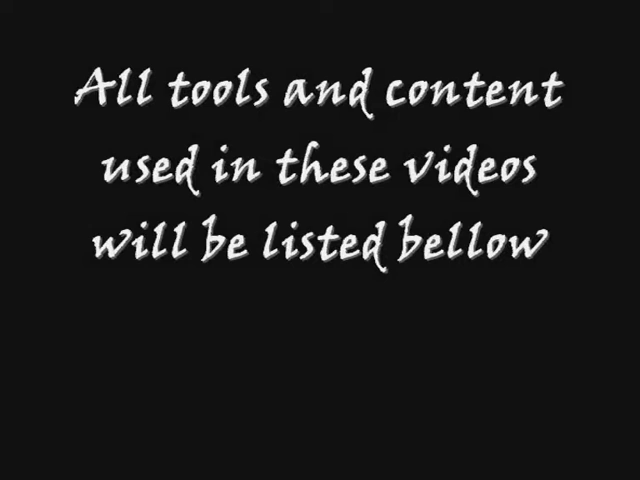 All tools and content
used in these videos
will be listed bellow